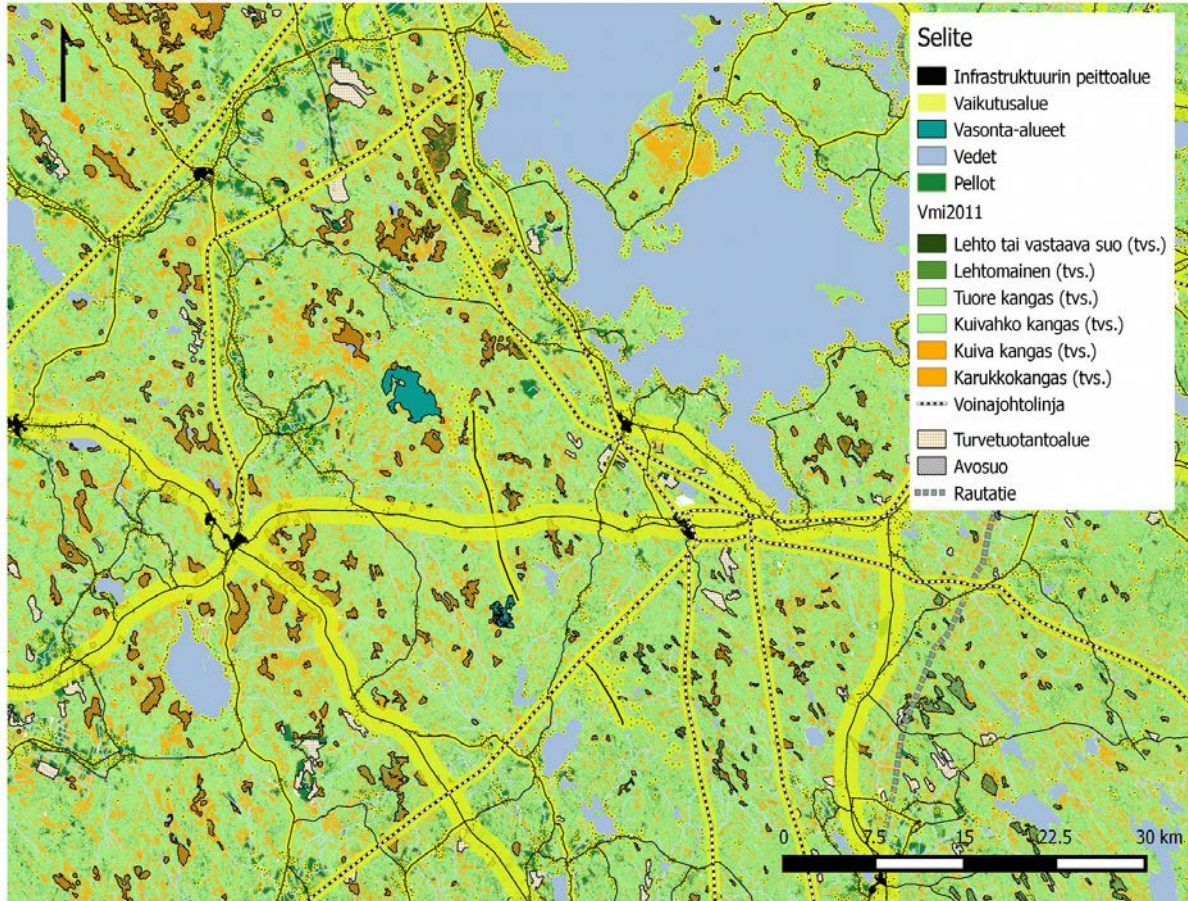 Selite
Infrastruktuurin peittoalue
Vaikutusalue
Vasonta-alueet
Vedet
Pellot
Vmi2011
Lehto tai vastaava suo (tvs.)
Lehtomainen (tvs.)
Tuore kangas (tvs.)
Kuivahko kangas (tvs.)
Kuiva kangas (tvs.)
Karukkokangas (tvs.)
Voinajohtolinja
Turvetuotantoalue
Avosuo
Rautatie
0 7.5 15 22.5 30 km